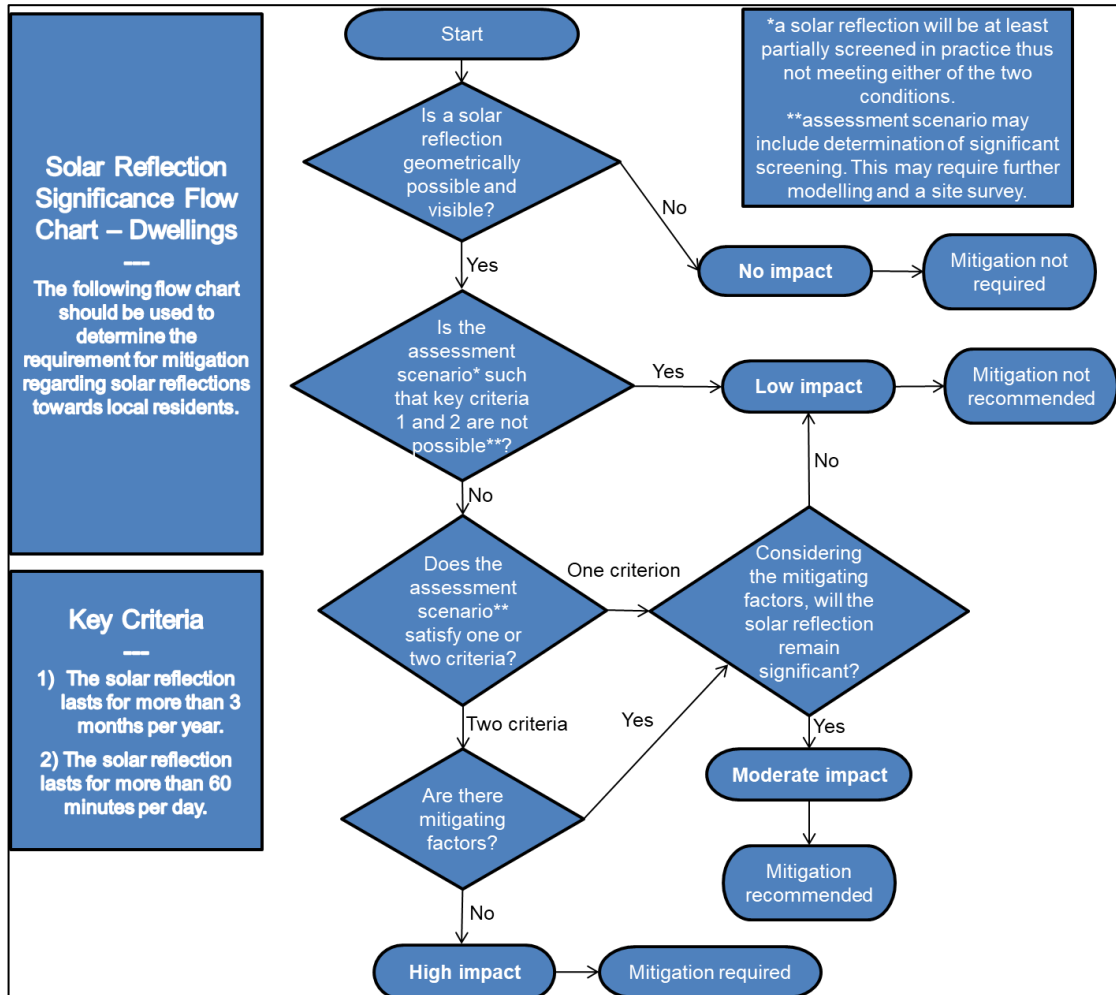 Solar Reflection
Significance Flow
Chart – Dwellings
---
The following flow chart
should be used to
determine the
requirement for mitigation
regarding solar reflections
towards local residents.
Key Criteria
---
1) The solar reflection
lasts for more than 3
months per year.
2) The solar reflection
lasts for more than 60
minutes per day.
*a solar reflection will be at least
partially screened in practice thus
not meeting either of the two
conditions.
**assessment scenario may
include determination of significant
screening. This may require further
modelling and a site survey.
Start
Is a solar
reflection
geometrically
possible and
visible?
No
No impact
Mitigation not
required
Yes
Is the
assessment
scenario* such
that key criteria
1 and 2 are not
possible**?
Yes
Low impact
Mitigation not
recommended
No
Does the
assessment
scenario**
satisfy one or
two criteria?
One criterion
Considering
the mitigating
factors, will the
solar reflection
remain
significant?
No
Yes
Moderate impact
Mitigation
recommended
Two criteria
Are there
mitigating
factors?
Yes
No
High impact
Mitigation required